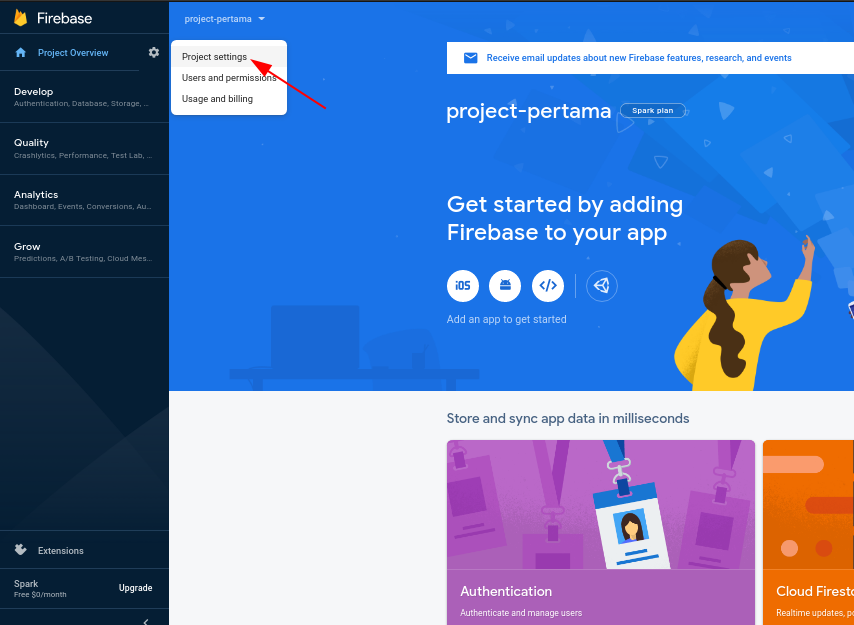 Firebase
project-pertama
Project Overview
Project settings
Users and permissions
Usage and billing
Develop
Authentication, Database, Storage, ...
Quality
Crashlytics, Performance, Test Lab, ...
Analytics
Dashboard, Events, Conversions, Au...
Grow
Predictions, A/B Testing, Cloud Mes...
Extensions
Spark
Free $0/month
Upgrade
Receive email updates about new Firebase features, research, and events
project-pertama
Spark plan
Get started by adding
Firebase to your app
iOS
Add an app to get started
Store and sync app data in milliseconds
Authentication
Authenticate and manage users
Cloud Firesto
Realtime updates, po